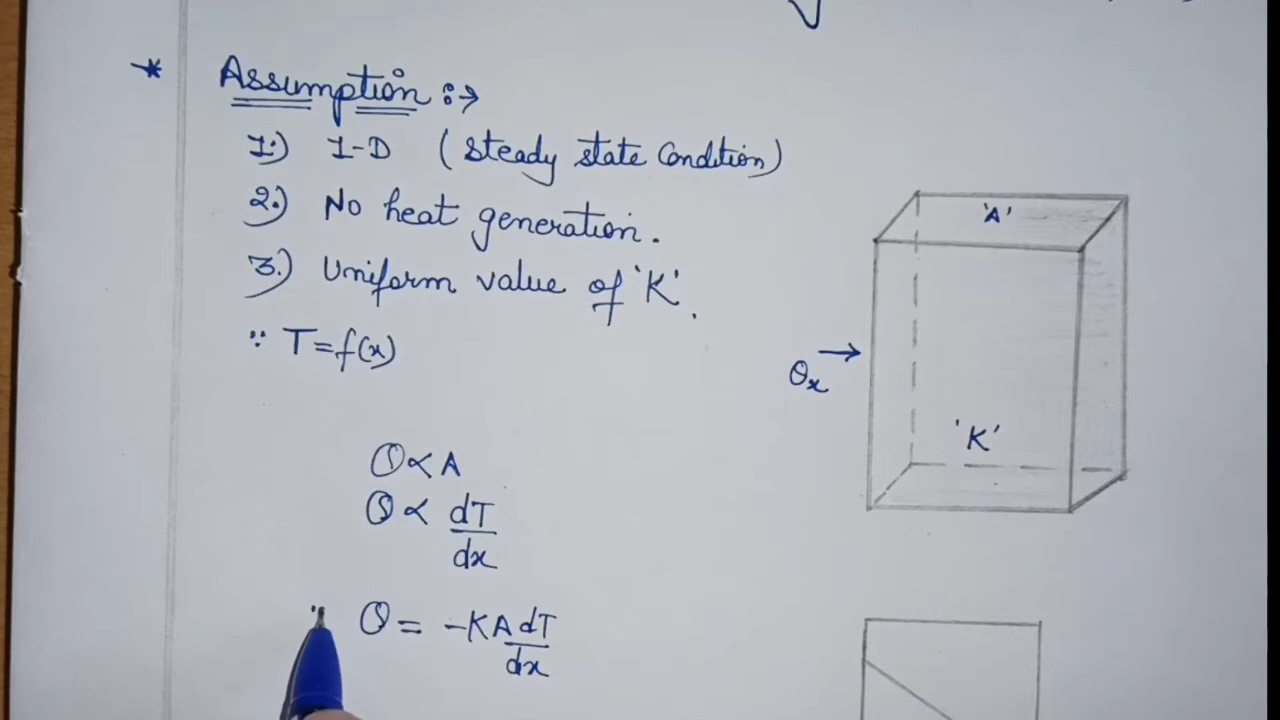 * Assumption :→
1.) 1-D (Steady state Condition)
2.) No heat generation.
3.) Uniform value of 'K'.
∵ T=f(x)
Q ∝ A
Q ∝ dT/dx
Q = -KA dT/dx
'A'
Qx →
'K'